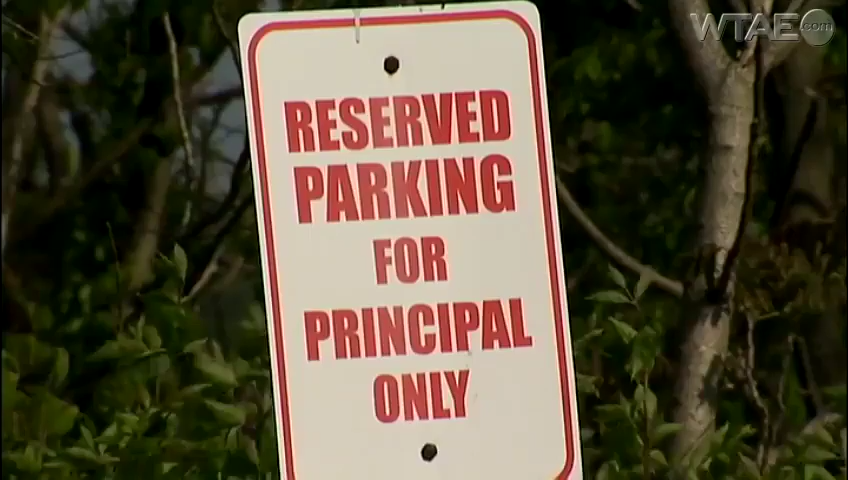 WTAE.com
RESERVED
PARKING
FOR
PRINCIPAL
ONLY